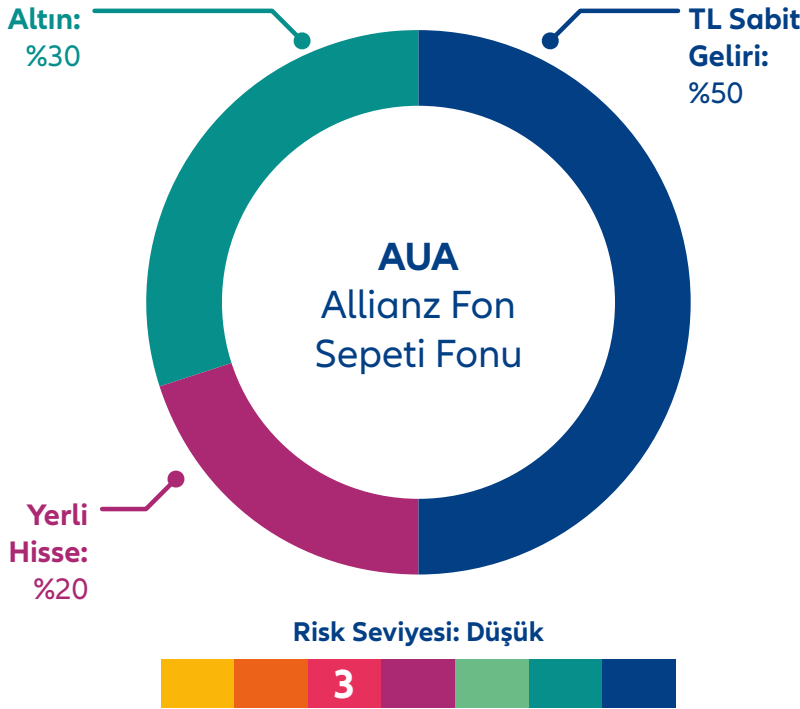 Altın:
%30
TL Sabit
Geliri:
%50
AUA
Allianz Fon
Sepeti Fonu
Yerli
Hisse:
%20
Risk Seviyesi: Düşük
3